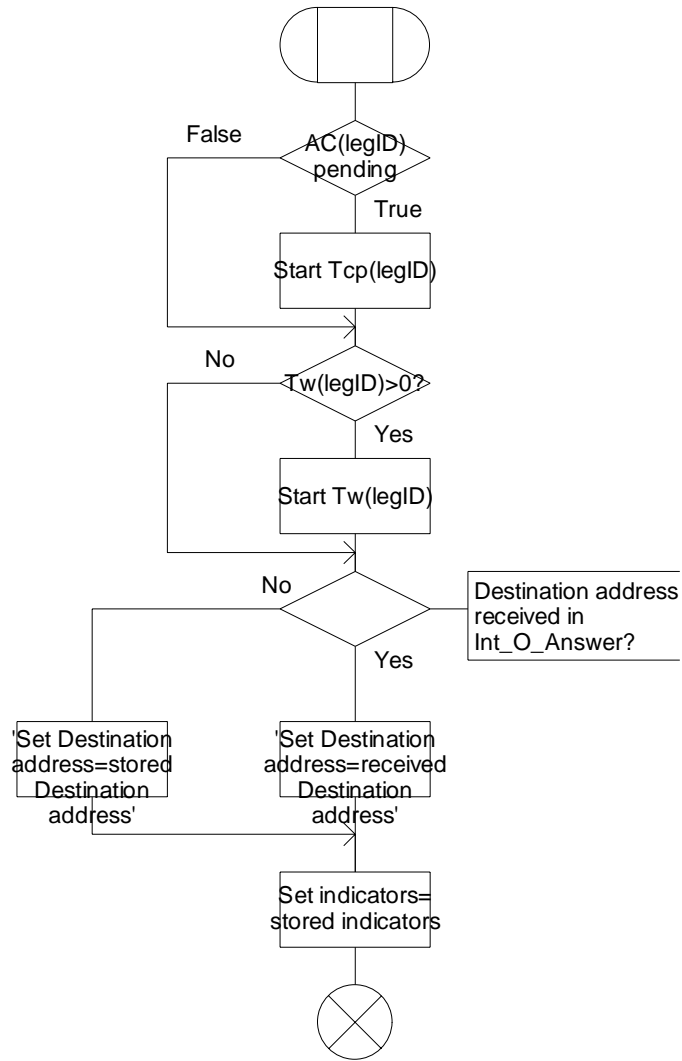 False
AC(legID)
pending
True
Start Tcp(legID)
No
Tw(legID)>0?
Yes
Start Tw(legID)
No
Destination address
received in
Int_O_Answer?
Yes
'Set Destination
address=stored
Destination
address'
'Set Destination
address=received
Destination
address'
Set indicators=
stored indicators